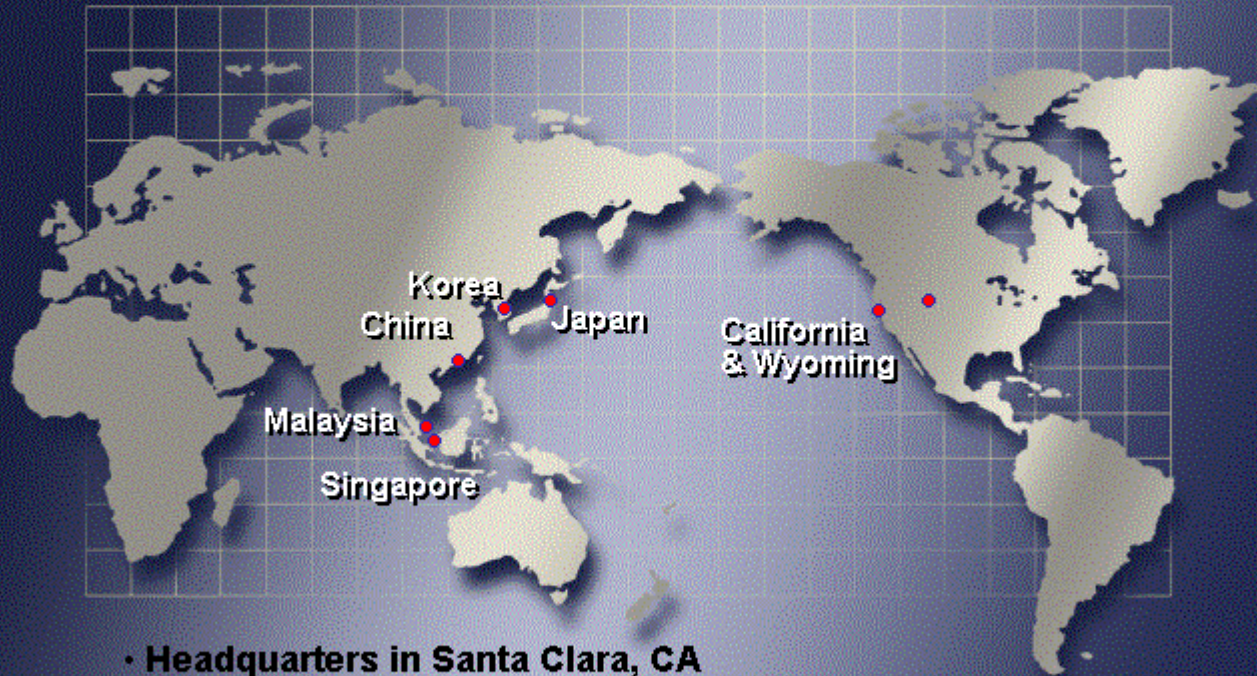 Korea
China
Japan
California
& Wyoming
Malaysia
Singapore
· Headquarters in Santa Clara, CA